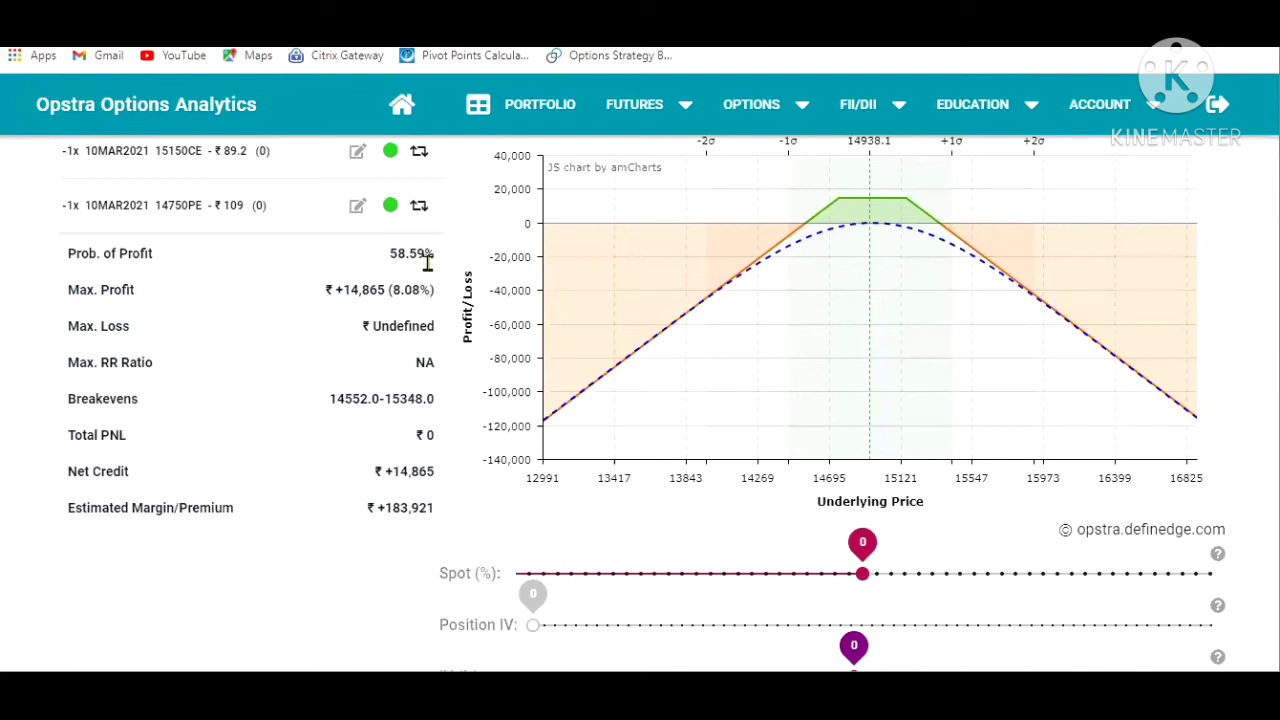 Apps Gmail YouTube Maps Citrix Gateway Pivot Points Calcula... Options Strategy B...
K
KINEMASTER
Opstra Options Analytics PORTFOLIO FUTURES OPTIONS FII/DII EDUCATION ACCOUNT
-1x 10MAR2021 15150CE - ₹ 89.2 (0)
-1x 10MAR2021 14750PE - ₹ 109 (0)
Prob. of Profit 58.59%
Max. Profit ₹ +14,865 (8.08%)
Max. Loss ₹ Undefined
Max. RR Ratio NA
Breakevens 14552.0-15348.0
Total PNL ₹ 0
Net Credit ₹ +14,865
Estimated Margin/Premium ₹ +183,921
-2σ -1σ 14938.1 +1σ +2σ
JS chart by amCharts
40,000
20,000
0
-20,000
-40,000
-60,000
-80,000
-100,000
-120,000
-140,000
Profit/Loss
12991 13417 13843 14269 14695 15121 15547 15973 16399 16825
Underlying Price
© opstra.definedge.com
0
Spot (%): ?
0
Position IV: ?
0
?